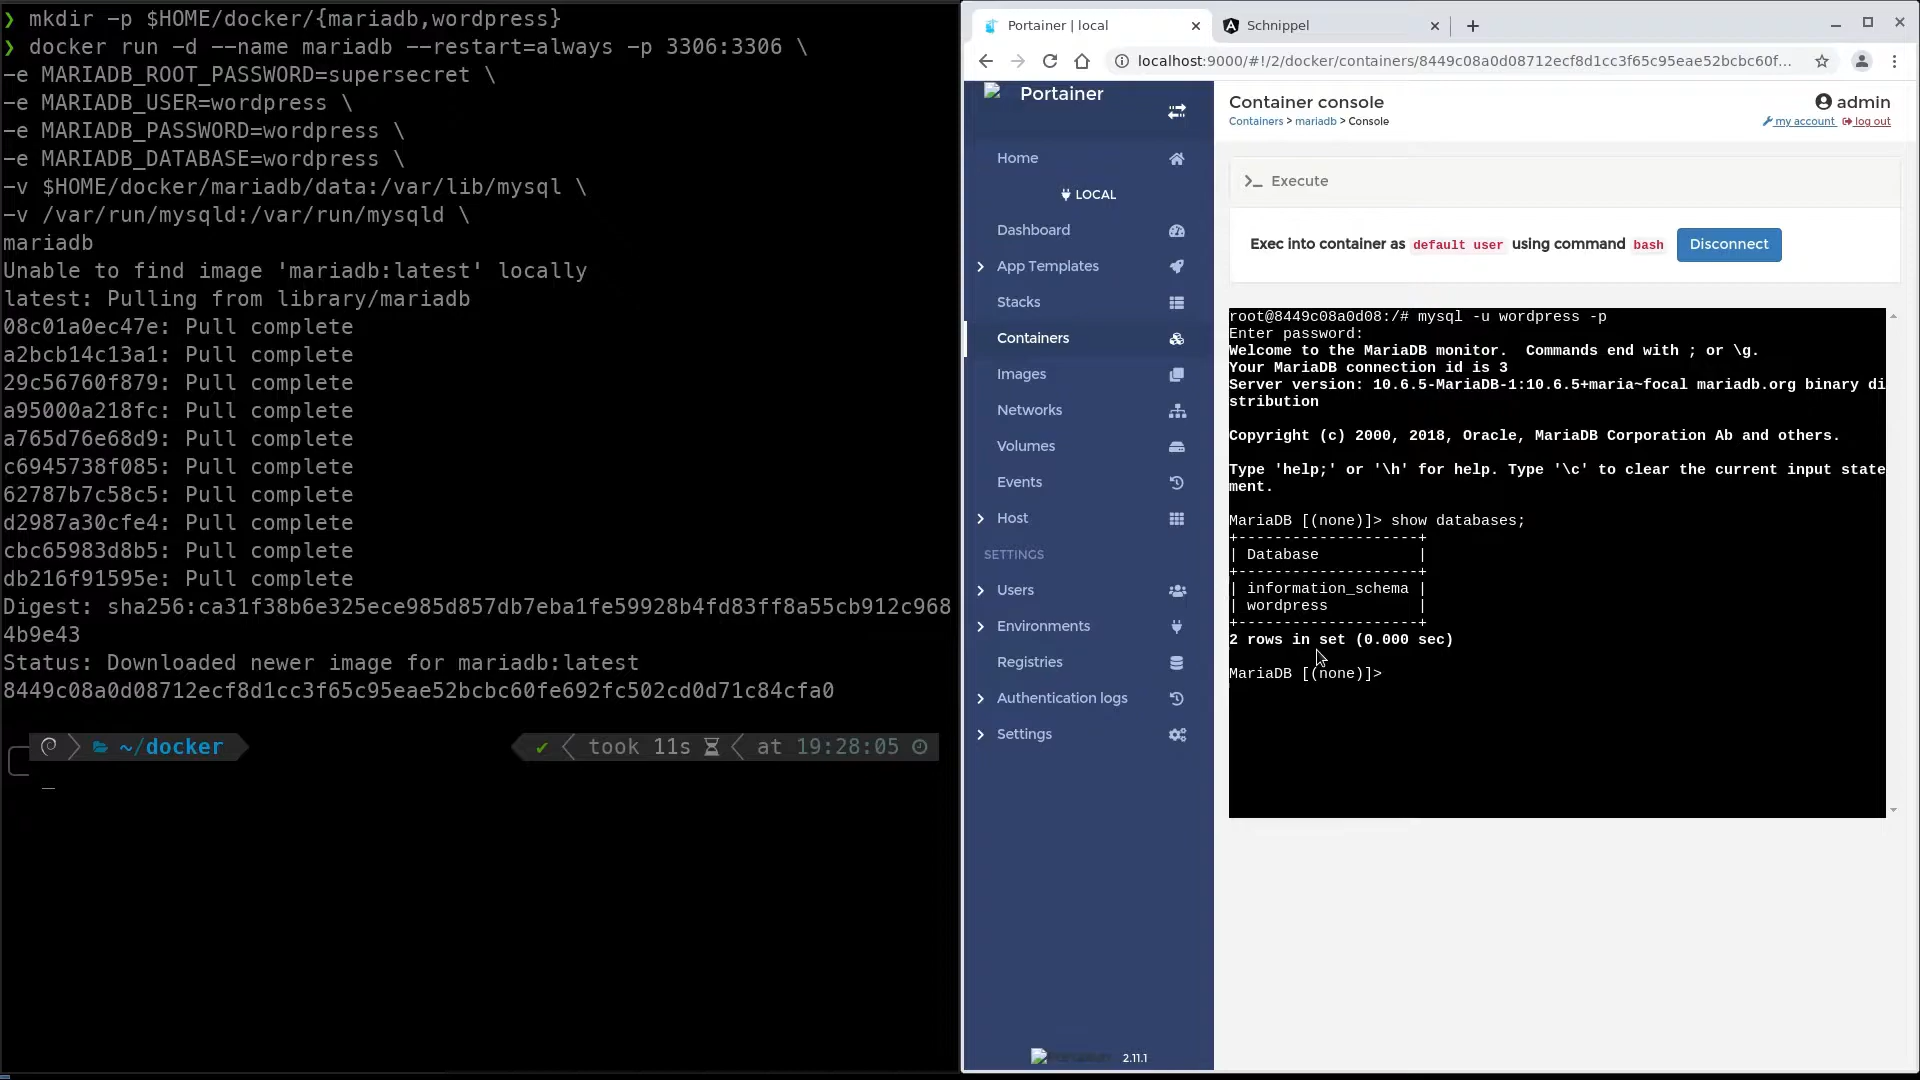 ❯ mkdir -p $HOME/docker/{mariadb,wordpress}
❯ docker run -d --name mariadb --restart=always -p 3306:3306 \
-e MARIADB_ROOT_PASSWORD=supersecret \
-e MARIADB_USER=wordpress \
-e MARIADB_PASSWORD=wordpress \
-e MARIADB_DATABASE=wordpress \
-v $HOME/docker/mariadb/data:/var/lib/mysql \
-v /var/run/mysqld:/var/run/mysqld \
mariadb
Unable to find image 'mariadb:latest' locally
latest: Pulling from library/mariadb
08c01a0ec47e: Pull complete
a2bcb14c13a1: Pull complete
29c56760f879: Pull complete
a95000a218fc: Pull complete
a765d76e68d9: Pull complete
c6945738f085: Pull complete
62787b7c58c5: Pull complete
d2987a30cfe4: Pull complete
cbc65983d8b5: Pull complete
db216f91595e: Pull complete
Digest: sha256:ca31f38b6e325ece985d857db7eba1fe59928b4fd83ff8a55cb912c968
4b9e43
Status: Downloaded newer image for mariadb:latest
8449c08a0d08712ecf8d1cc3f65c95eae52bcbc60fe692fc502cd0d71c84cfa0
~/docker
✔ took 11s at 19:28:05
_
Portainer | local
Schnippel
localhost:9000/#!/2/docker/containers/8449c08a0d08712ecf8d1cc3f65c95eae52bcbc60f...
Portainer
Home
LOCAL
Dashboard
App Templates
Stacks
Containers
Images
Networks
Volumes
Events
Host
SETTINGS
Users
Environments
Registries
Authentication logs
Settings
2.11.1
Container console
Containers > mariadb > Console
admin
my account log out
>_ Execute
Exec into container as default user using command bash Disconnect
root@8449c08a0d08:/# mysql -u wordpress -p
Enter password:
Welcome to the MariaDB monitor.  Commands end with ; or \g.
Your MariaDB connection id is 3
Server version: 10.6.5-MariaDB-1:10.6.5+maria~focal mariadb.org binary di
stribution
Copyright (c) 2000, 2018, Oracle, MariaDB Corporation Ab and others.
Type 'help;' or '\h' for help. Type '\c' to clear the current input state
ment.
MariaDB [(none)]> show databases;
+--------------------+
| Database           |
+--------------------+
| information_schema |
| wordpress          |
+--------------------+
2 rows in set (0.000 sec)
MariaDB [(none)]>